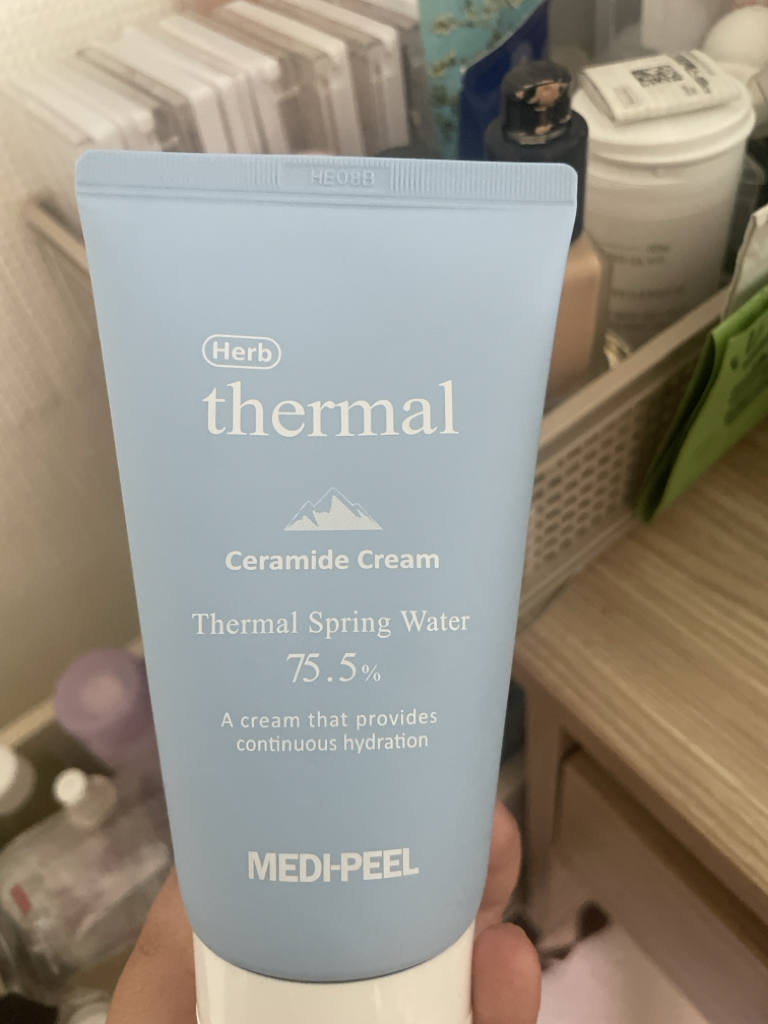 HE08B
Herb
thermal
Ceramide Cream
Thermal Spring Water
75.5%
A cream that provides
continuous hydration
MEDI-PEEL